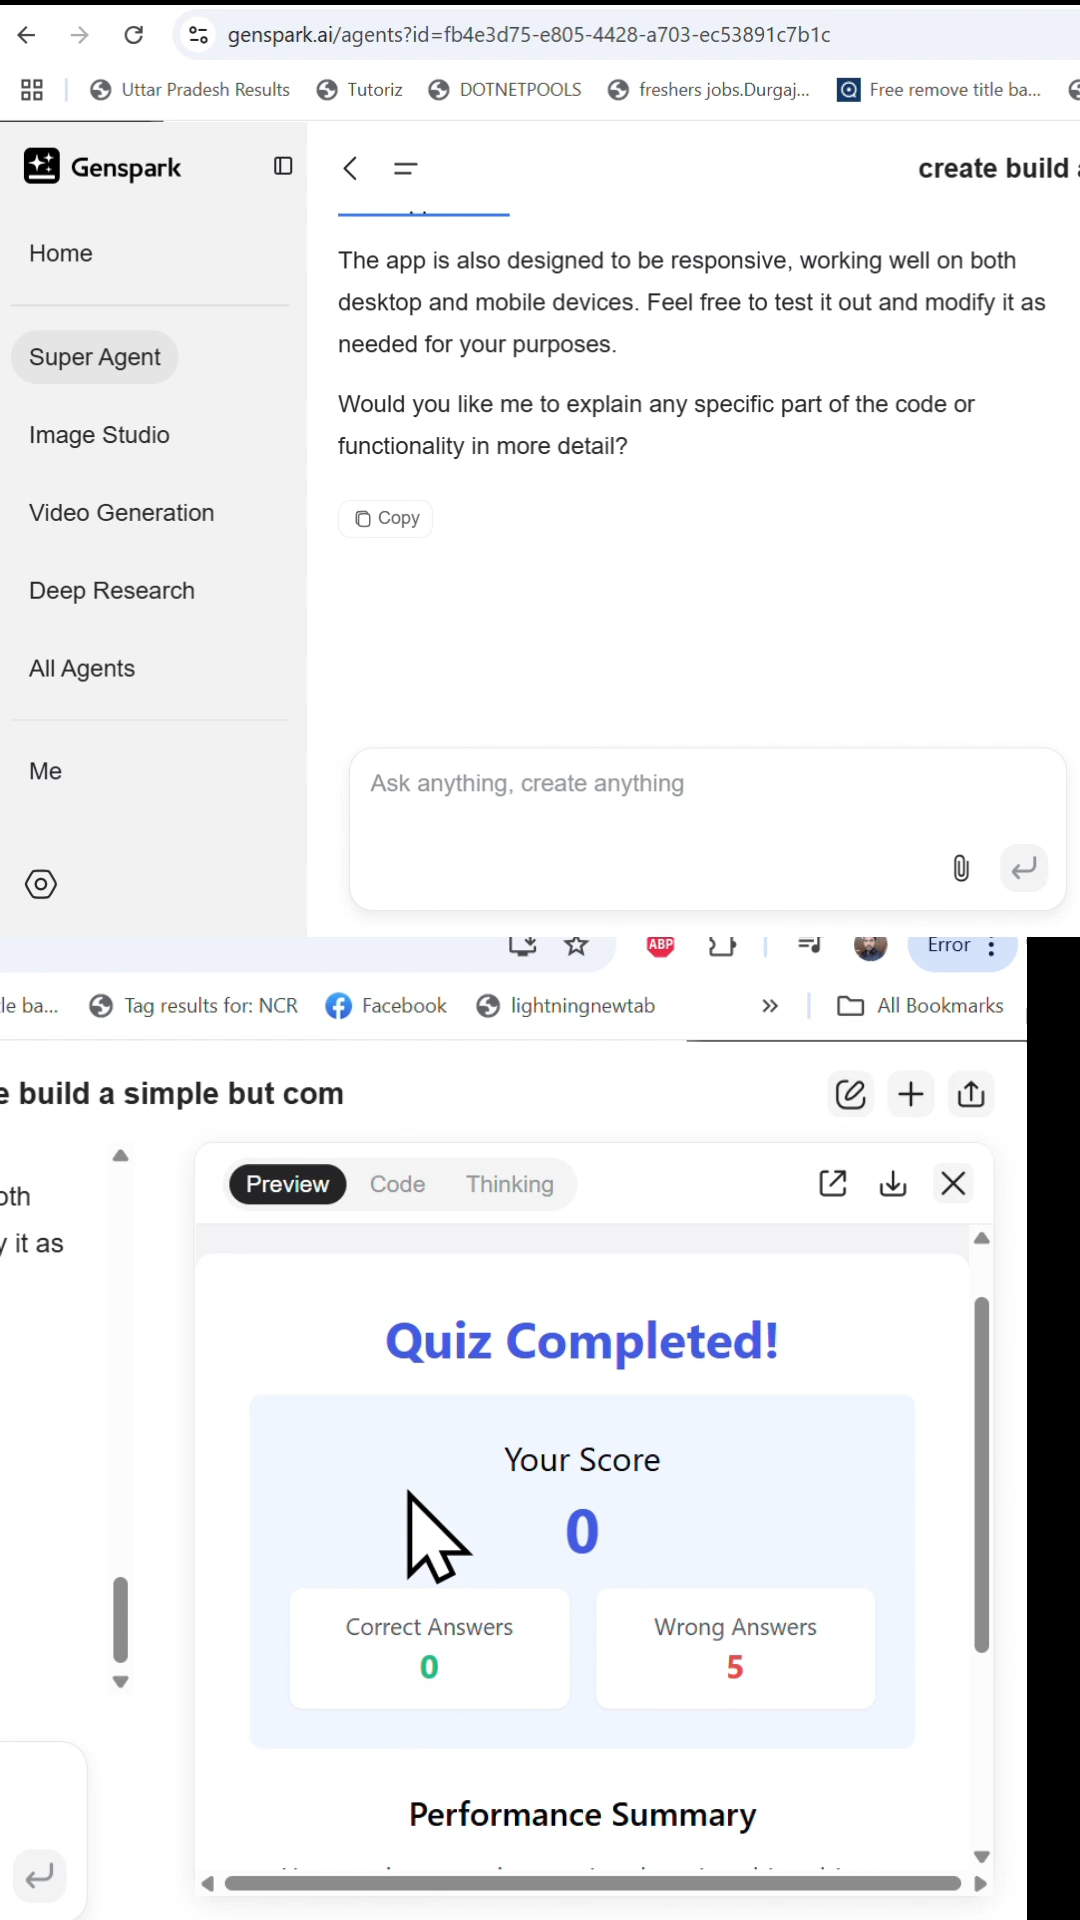 genspark.ai/agents?id=fb4e3d75-e805-4428-a703-ec53891c7b1c
Uttar Pradesh Results
Tutoriz
DOTNETPOOLS
freshers jobs.Durgaj...
Free remove title ba...
Genspark
create build
Home
The app is also designed to be responsive, working well on both
desktop and mobile devices. Feel free to test it out and modify it as
needed for your purposes.
Super Agent
Would you like me to explain any specific part of the code or
functionality in more detail?
Image Studio
Video Generation
Copy
Deep Research
All Agents
Me
Ask anything, create anything
ABP
Error
le ba...
Tag results for: NCR
Facebook
lightningnewtab
All Bookmarks
e build a simple but com
oth
y it as
Preview
Code
Thinking
Quiz Completed!
Your Score
0
Correct Answers
0
Wrong Answers
5
Performance Summary